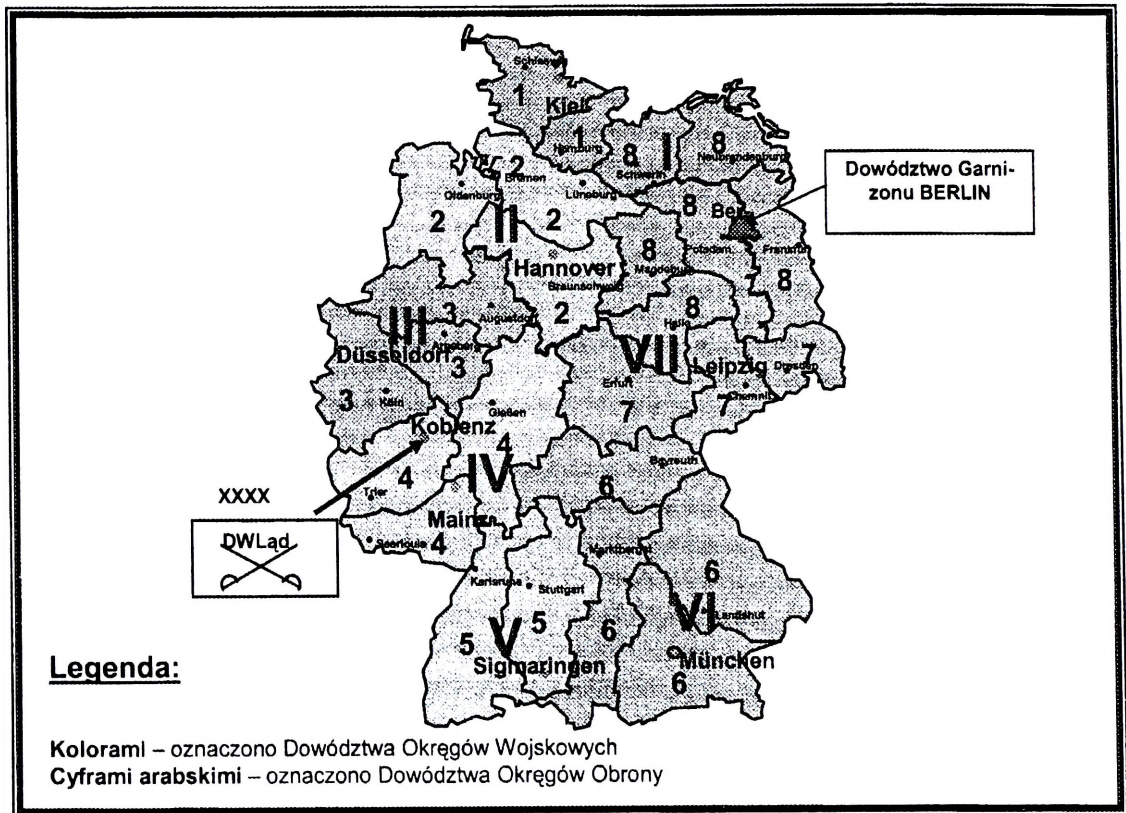 Schleswig
1
Kiel
1
Hamburg
8
I
8
Schwerin
Neubrandenburg
Dowództwo Garni-
zonu BERLIN
2
Bremen
Oldenburg
Lüneburg
2
II
2
8
Potsdam
Frankfurt
8
8
Magdeburg
Hannover
Braunschweig
2
3
Augustdorf
III
Düsseldorf
Arnsberg
3
3
Köln
8
Halle
VII
Leipzig
Erfurt
7
7
Dresden
Chemnitz
7
Gießen
Koblenz
4
IV
4
Trier
XXXX
DWLąd
Mainz
4
Saarlouis
Bayreuth
6
Marktbergel
Karlsruhe
Stuttgart
5
V
5
Sigmaringen
6
6
VI
Landshut
München
6
Legenda:
Kolorami – oznaczono Dowództwa Okręgów Wojskowych
Cyframi arabskimi – oznaczono Dowództwa Okręgów Obrony